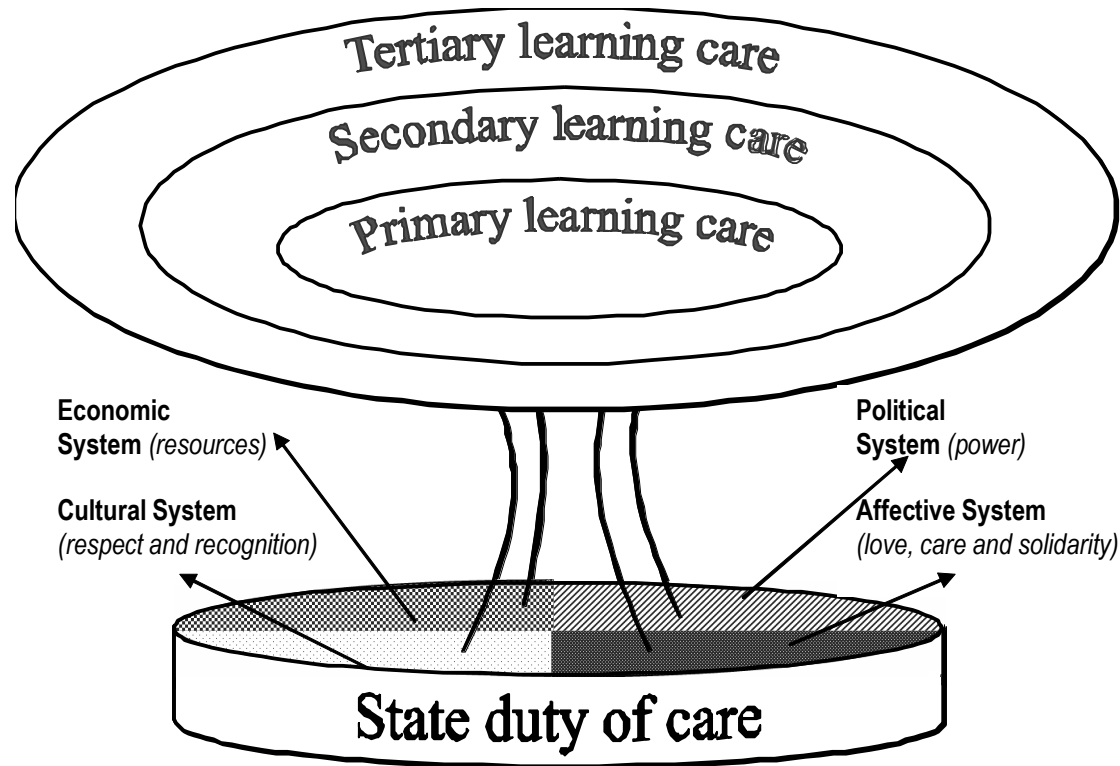 Tertiary learning care
Secondary learning care
Primary learning care
Economic
System (resources)
Cultural System
(respect and recognition)
Political
System (power)
Affective System
(love, care and solidarity)
State duty of care